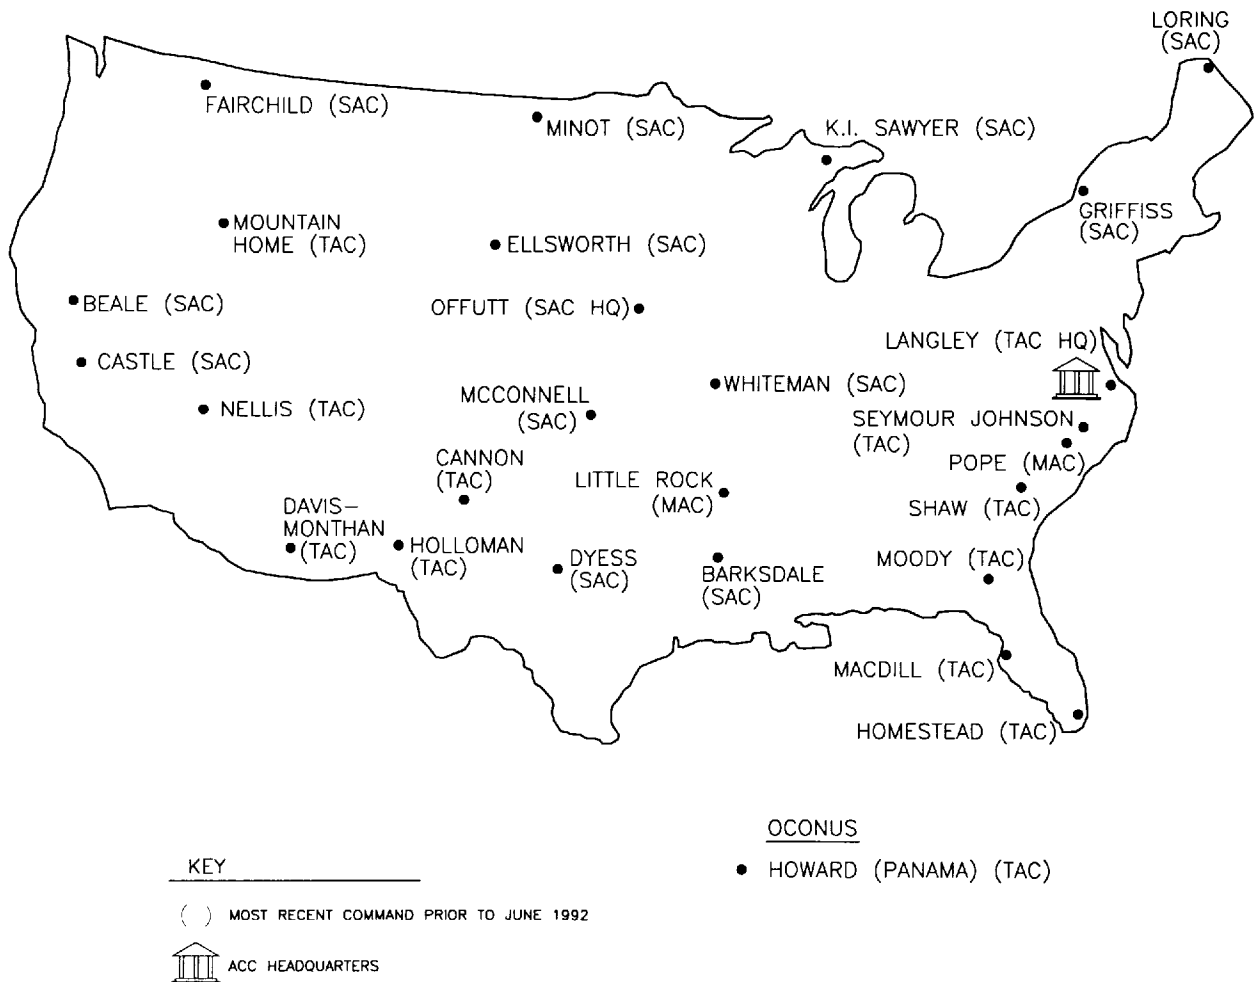 LORING
(SAC)
FAIRCHILD (SAC)
MINOT (SAC)
K.I. SAWYER (SAC)
GRIFFISS
(SAC)
MOUNTAIN
HOME (TAC)
ELLSWORTH (SAC)
BEALE (SAC)
OFFUTT (SAC HQ)
LANGLEY (TAC HQ)
CASTLE (SAC)
WHITEMAN (SAC)
MCCONNELL
(SAC)
NELLIS (TAC)
SEYMOUR JOHNSON
(TAC)
POPE (MAC)
CANNON
(TAC)
LITTLE ROCK
(MAC)
SHAW (TAC)
DAVIS-
MONTHAN
(TAC)
HOLLOMAN
(TAC)
DYESS
(SAC)
BARKSDALE
(SAC)
MOODY (TAC)
MACDILL (TAC)
HOMESTEAD (TAC)
OCONUS
HOWARD (PANAMA) (TAC)
KEY
( ) MOST RECENT COMMAND PRIOR TO JUNE 1992
ACC HEADQUARTERS